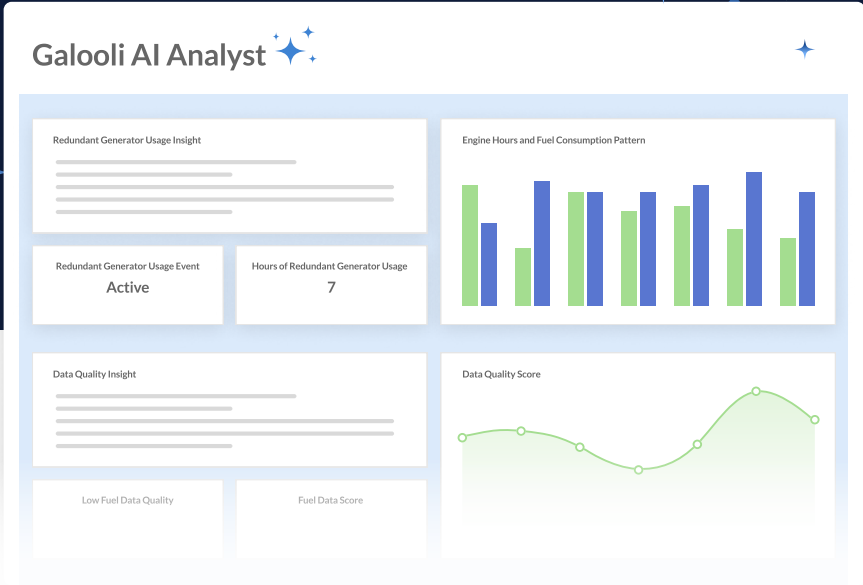 Galooli AI Analyst
Redundant Generator Usage Insight
Engine Hours and Fuel Consumption Pattern
Redundant Generator Usage Event
Active
Hours of Redundant Generator Usage
7
Data Quality Insight
Data Quality Score
Low Fuel Data Quality
Fuel Data Score